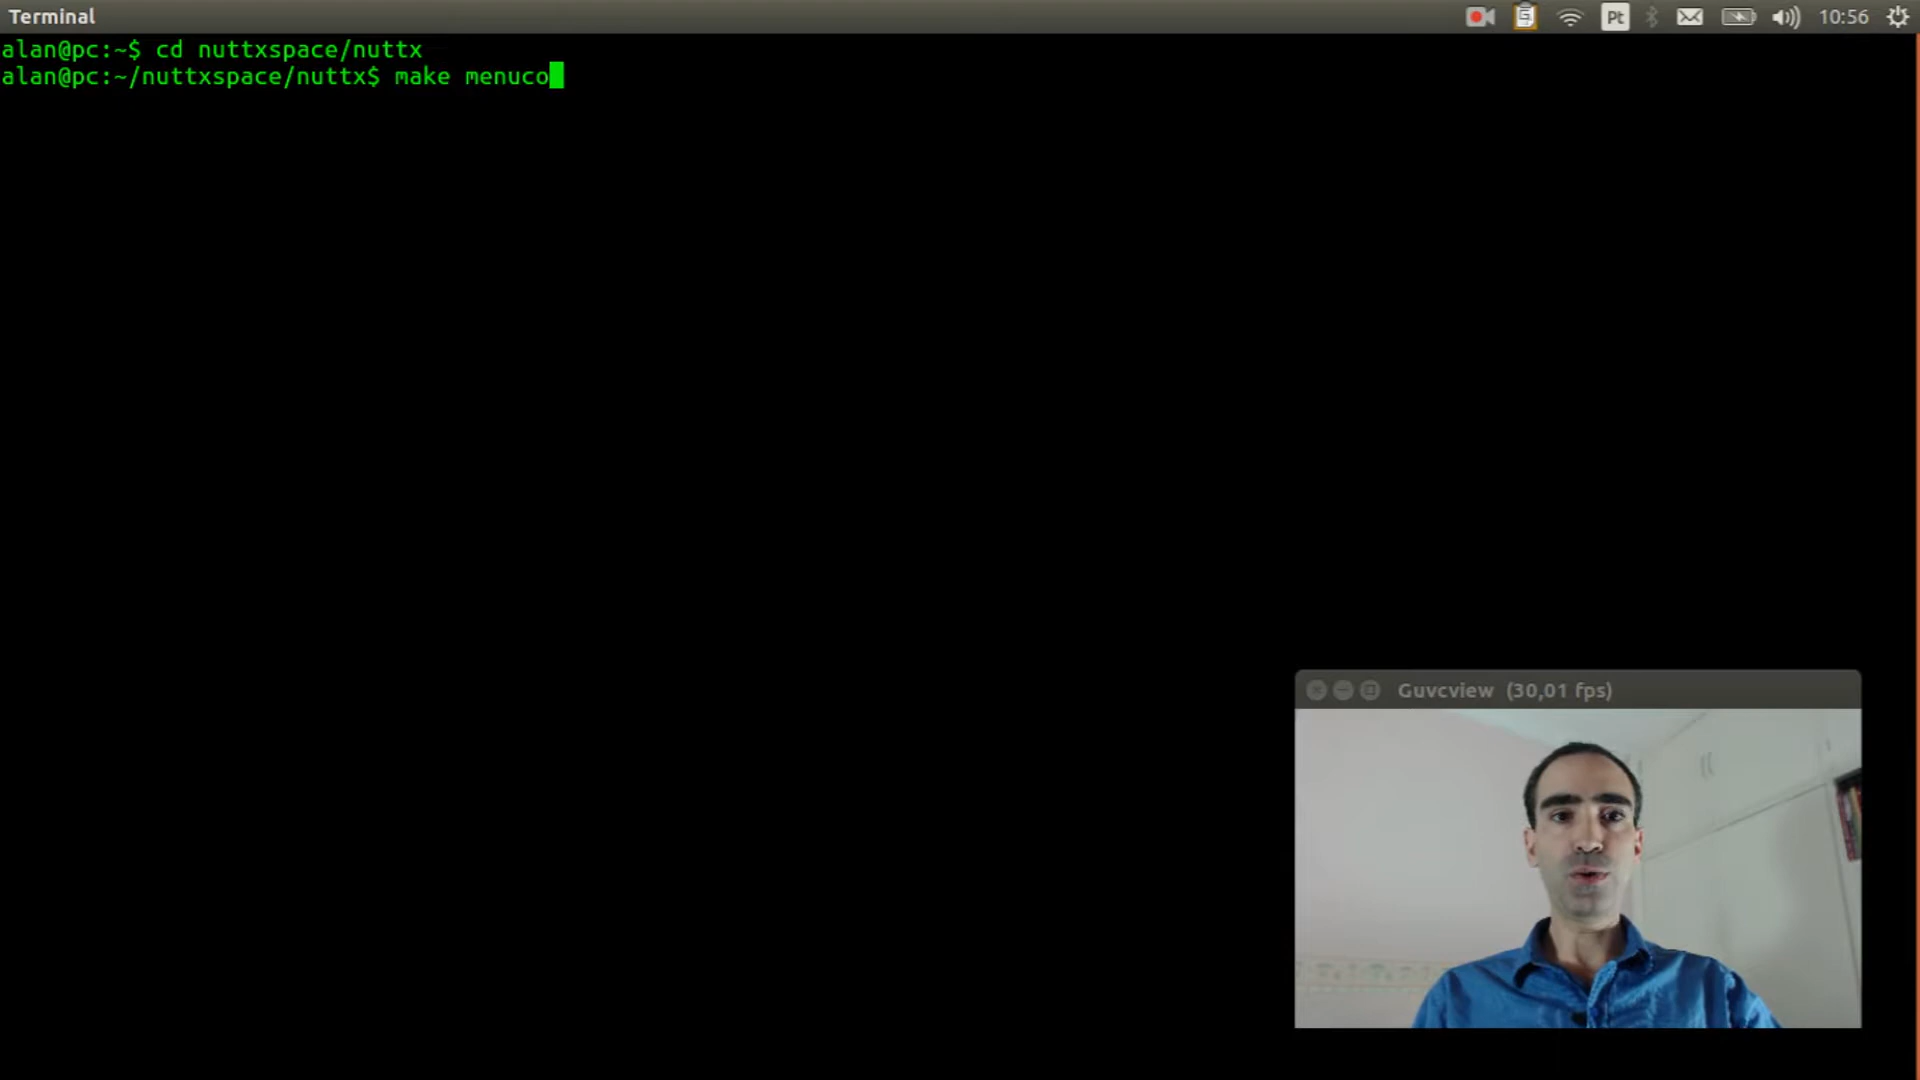 Terminal
Pt
10:56
alan@pc:~$ cd nuttxspace/nuttx
alan@pc:~/nuttxspace/nuttx$ make menuco
Guvcview (30,01 fps)